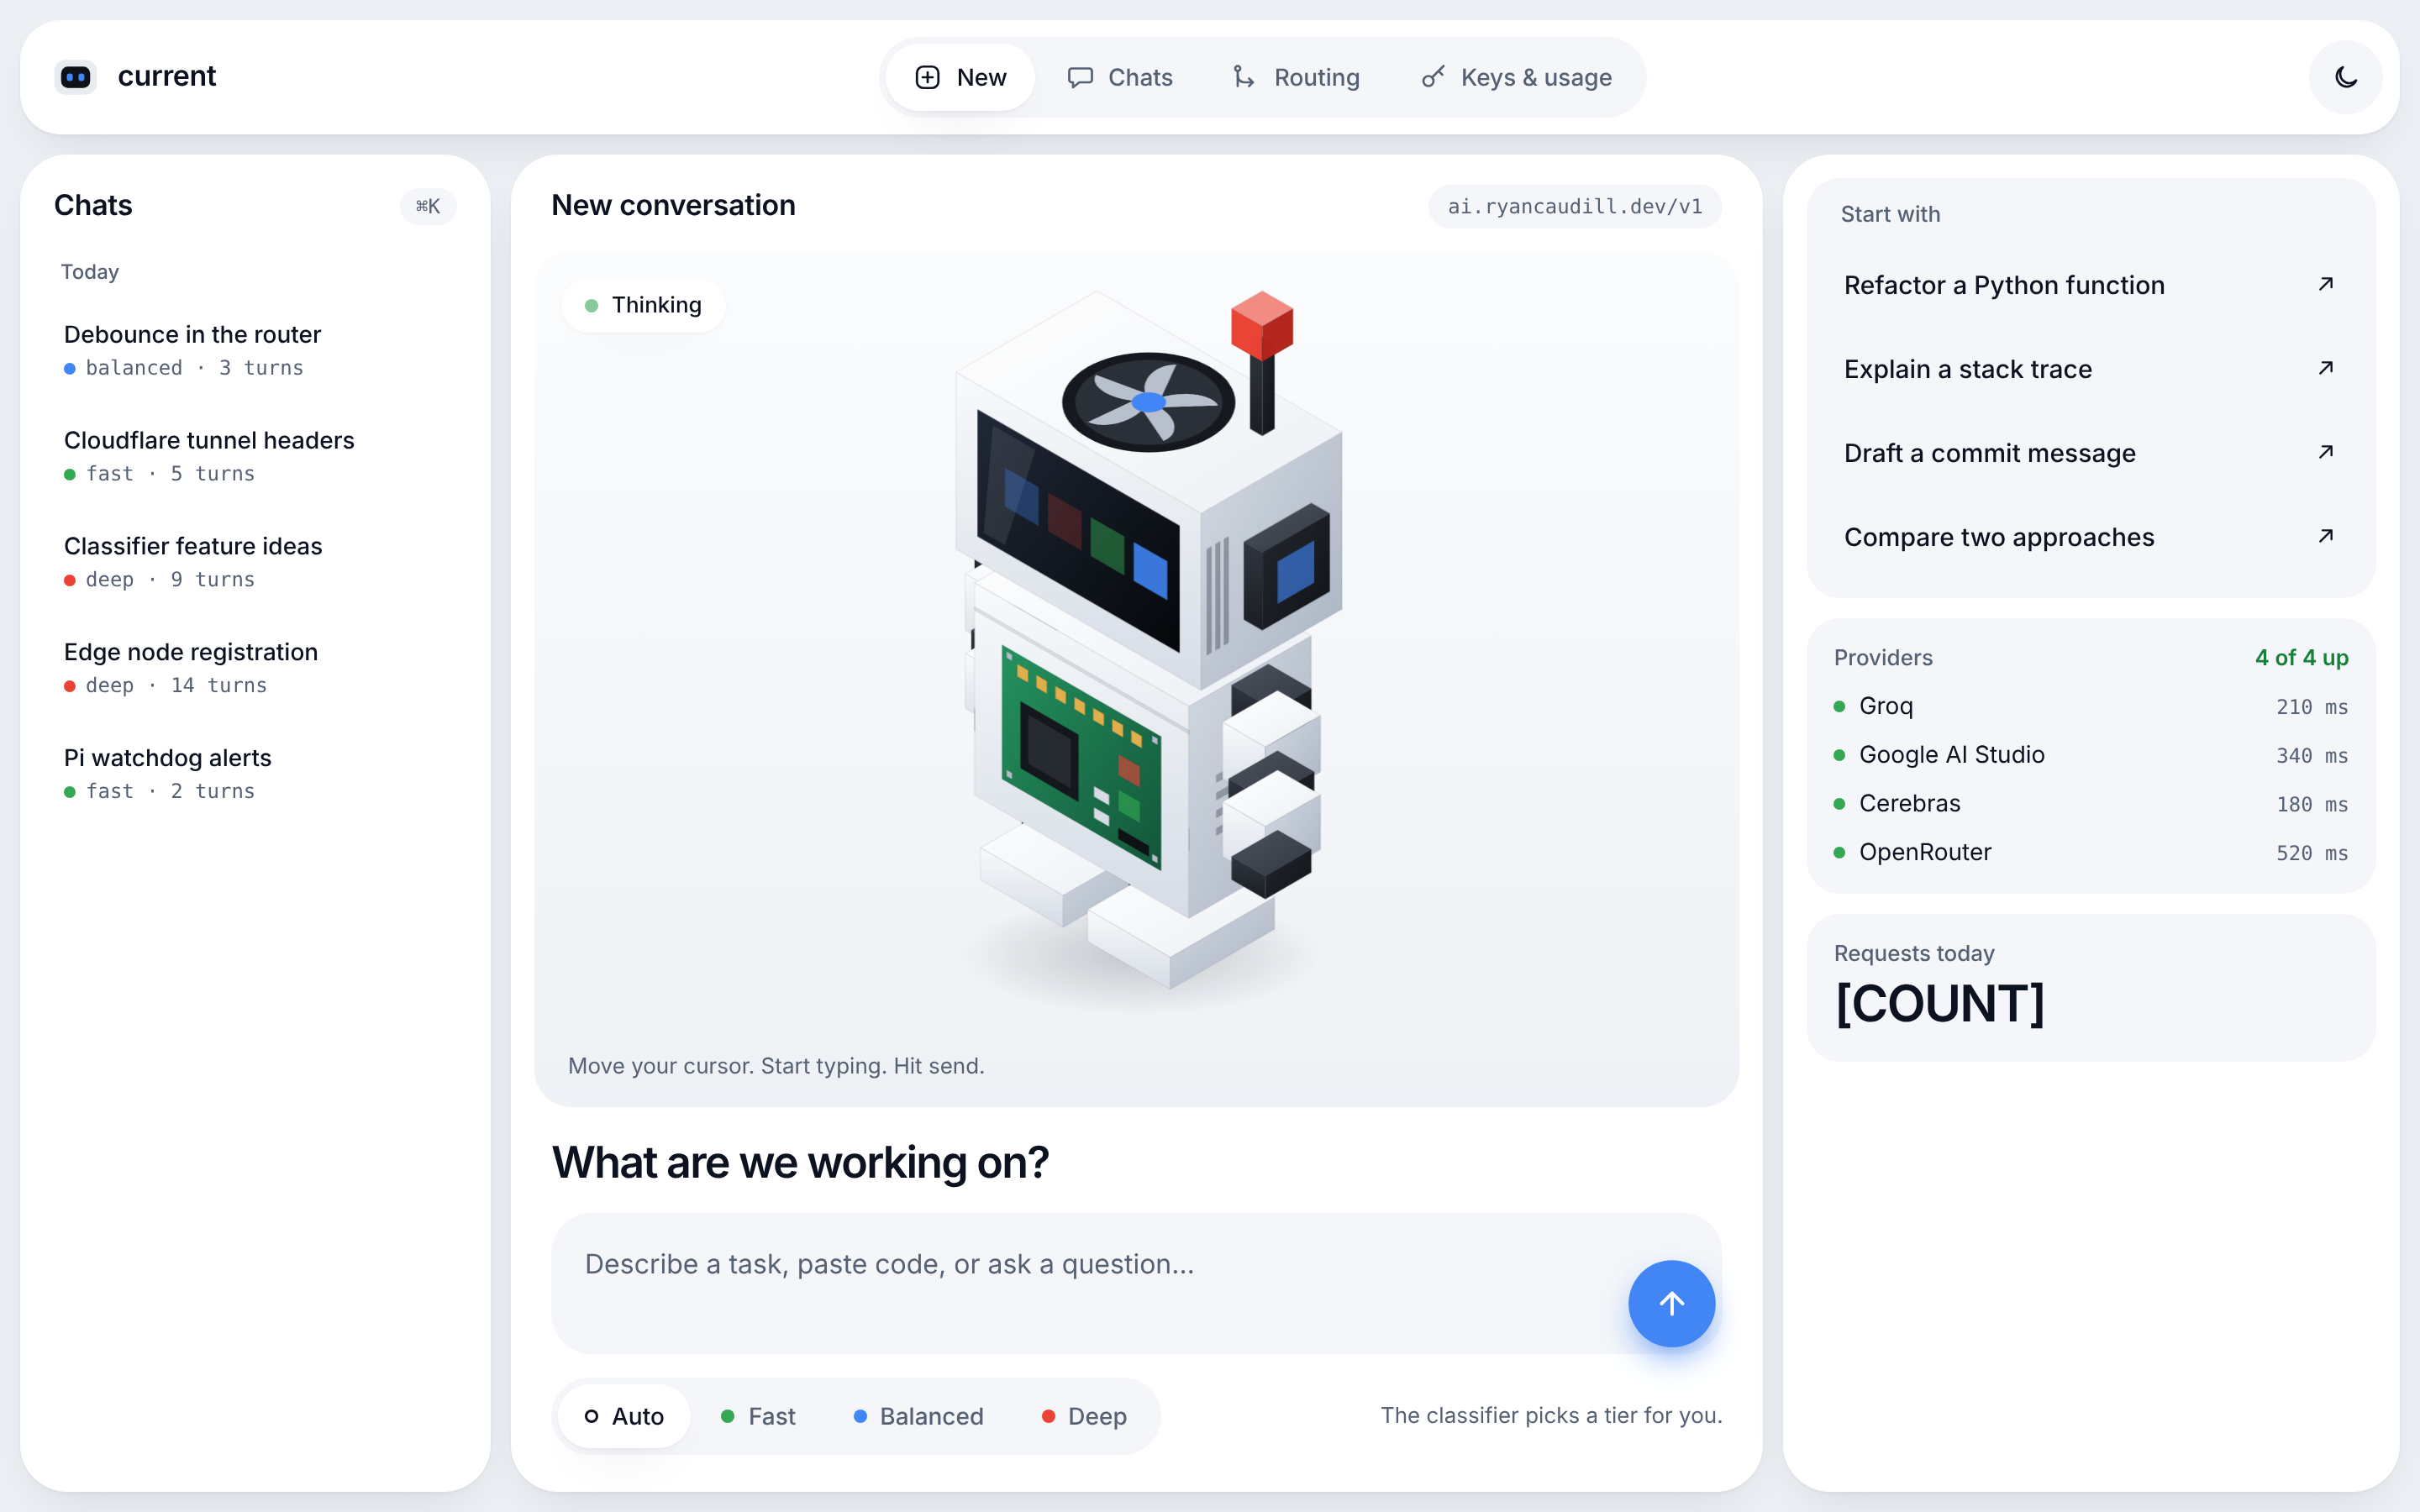 current
New
Chats
Routing
Keys & usage
Chats
⌘K
Today
Debounce in the router
balanced · 3 turns
Cloudflare tunnel headers
fast · 5 turns
Classifier feature ideas
deep · 9 turns
Edge node registration
deep · 14 turns
Pi watchdog alerts
fast · 2 turns
New conversation
ai.ryancaudill.dev/v1
Thinking
Move your cursor. Start typing. Hit send.
What are we working on?
Describe a task, paste code, or ask a question...
Auto
Fast
Balanced
Deep
The classifier picks a tier for you.
Start with
Refactor a Python function
Explain a stack trace
Draft a commit message
Compare two approaches
Providers
4 of 4 up
Groq
210 ms
Google AI Studio
340 ms
Cerebras
180 ms
OpenRouter
520 ms
Requests today
[COUNT]